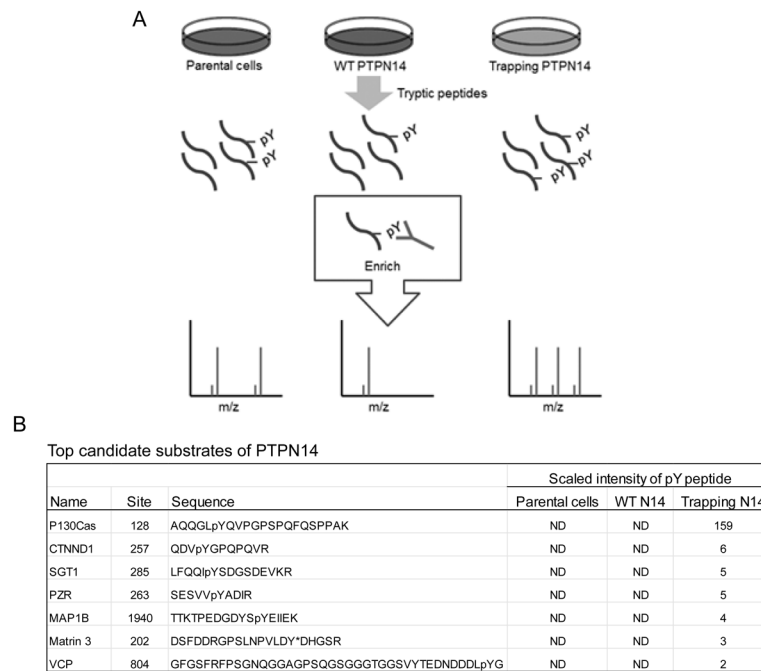 A
Parental cells WT PTPN14 Trapping PTPN14
Tryptic peptides
pY pY pY
pY pY pY
pY
Enrich
m/z m/z m/z
B
Top candidate substrates of PTPN14
Scaled intensity of pY peptide
Name Site Sequence Parental cells WT N14 Trapping N14
P130Cas 128 AQQGLpYQVPGPSPQFQSPPAK ND ND 159
CTNND1 257 QDVpYGPQPQVR ND ND 6
SGT1 285 LFQQIpYSDGSDEVKR ND ND 5
PZR 263 SESVVpYADIR ND ND 5
MAP1B 1940 TTKTPEDGDYSpYEIIEK ND ND 4
Matrin 3 202 DSFDDRGPSLNPVLDY*DHGSR ND ND 3
VCP 804 GFGSFRFPSGNQGGAGPSQGSGGGTGGSVYTEDNDDDLpYG ND ND 2